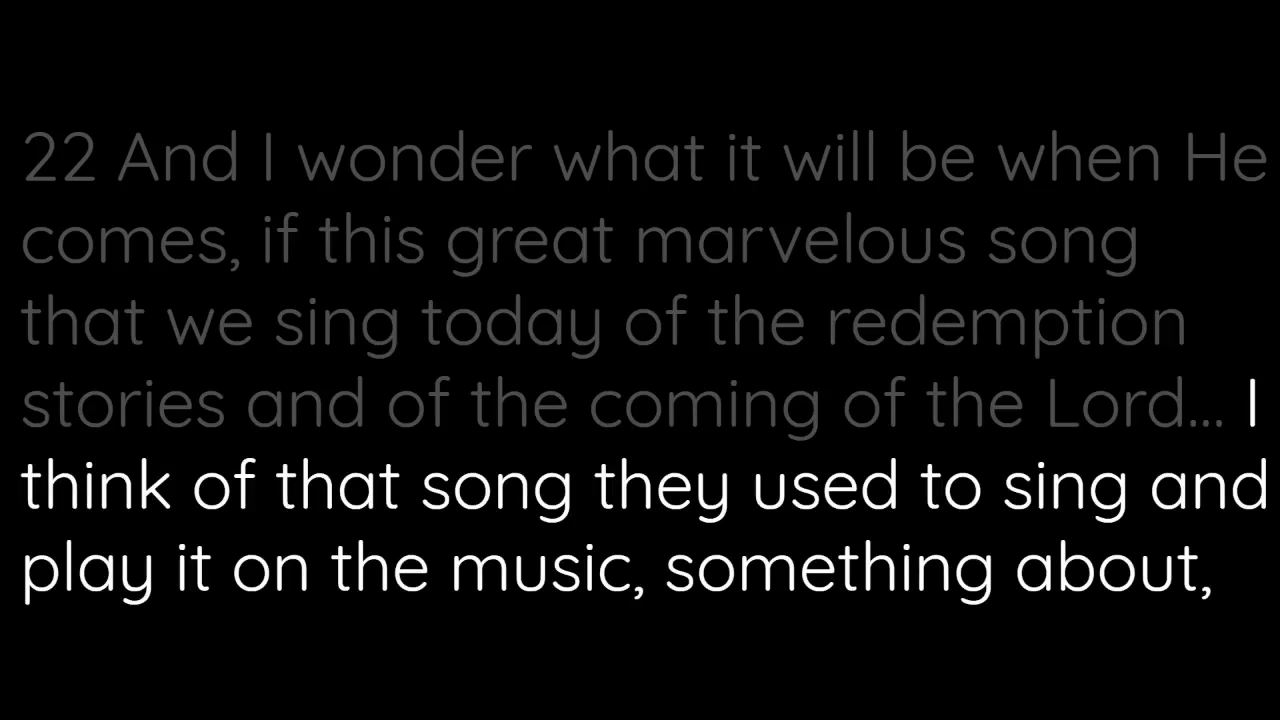 22 And I wonder what it will be when He
comes, if this great marvelous song
that we sing today of the redemption
stories and of the coming of the Lord... I
think of that song they used to sing and
play it on the music, something about,